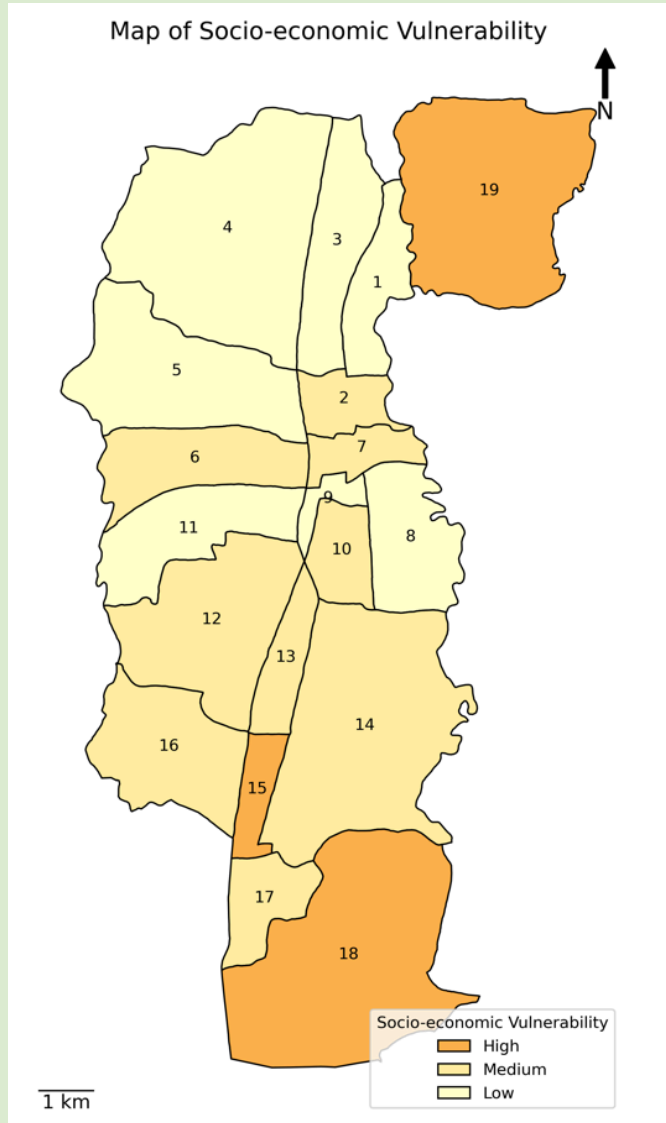 Map of Socio-economic Vulnerability
N
19
4
3
1
5
2
7
6
9
11
8
10
12
13
14
16
15
17
18
Socio-economic Vulnerability
High
Medium
Low
1 km